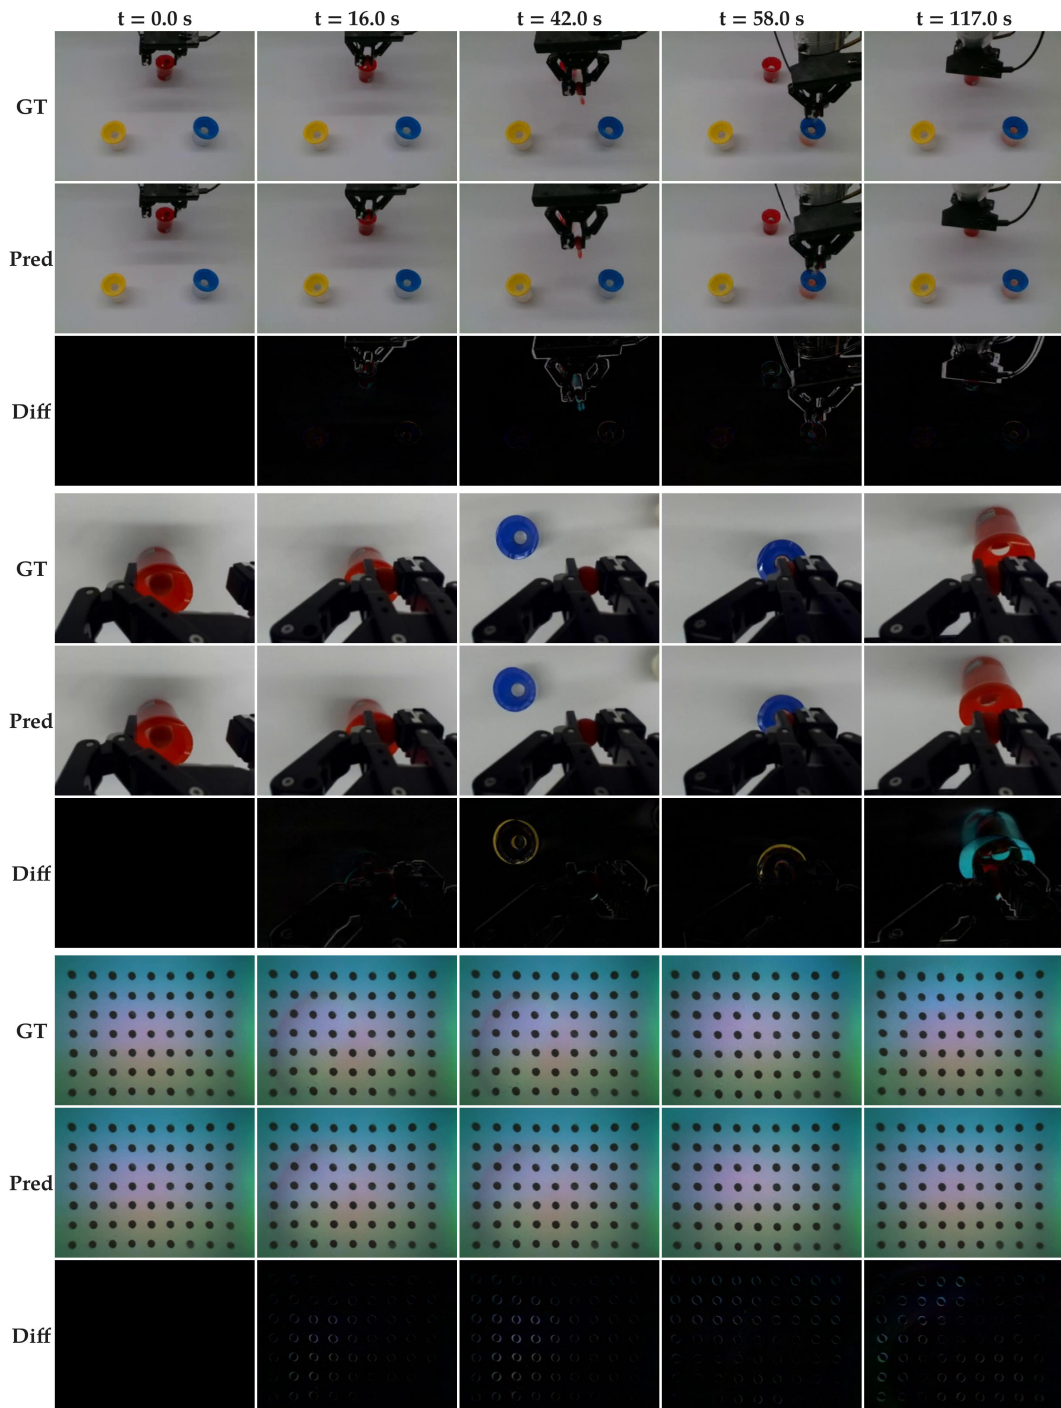 t = 0.0 s t = 16.0 s t = 42.0 s t = 58.0 s t = 117.0 s
GT
Pred
Diff
GT
Pred
Diff
GT
Pred
Diff